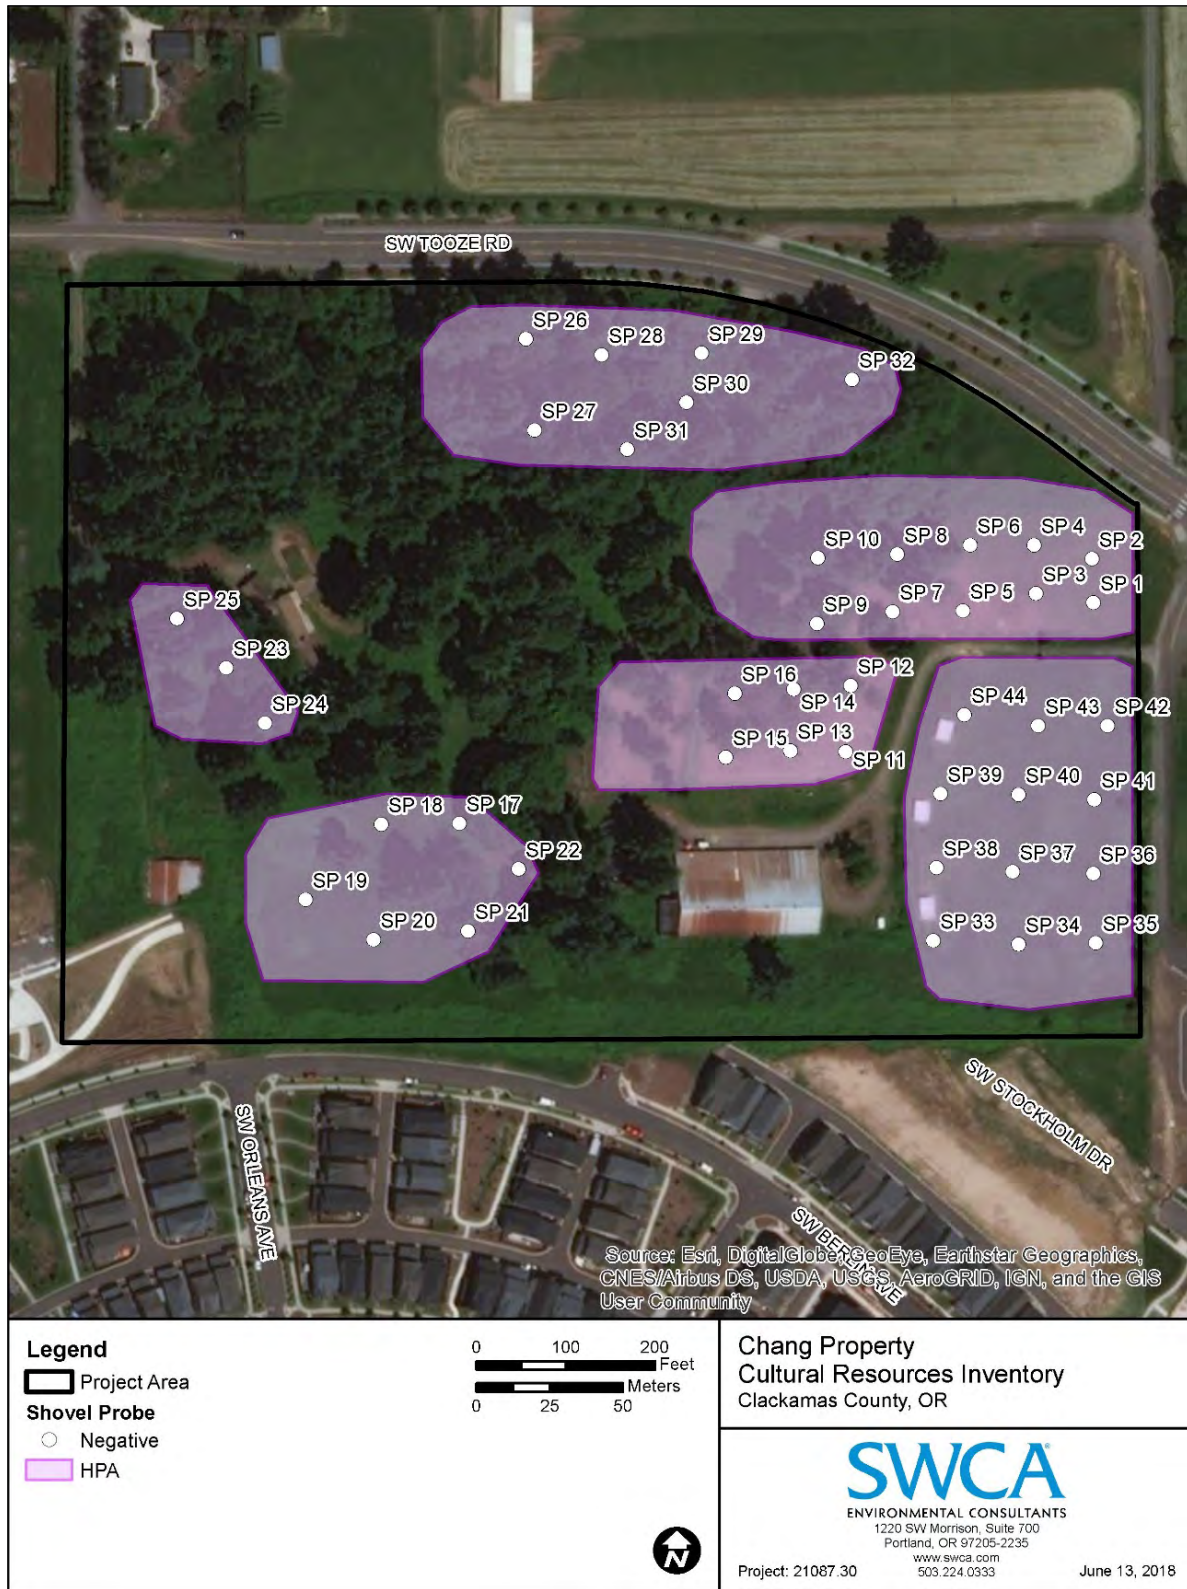 SW TOOZE RD
SP 26
SP 28
SP 29
SP 32
SP 30
SP 27
SP 31
SP 10
SP 8
SP 6
SP 4
SP 2
SP 3
SP 1
SP 9
SP 7
SP 5
SP 25
SP 23
SP 24
SP 16
SP 14
SP 12
SP 15
SP 13
SP 11
SP 44
SP 43
SP 42
SP 39
SP 40
SP 41
SP 38
SP 37
SP 36
SP 33
SP 34
SP 35
SP 18
SP 17
SP 22
SP 19
SP 20
SP 21
SW STOCKHOLM DR
SW ORLEANS AVE
SW BERLIN AVE
Source: Esri, DigitalGlobe, GeoEye, Earthstar Geographics,
CNES/Airbus DS, USDA, USGS, AeroGRID, IGN, and the GIS
User Community
Legend
Project Area
Shovel Probe
Negative
HPA
0 100 200
Feet
Meters
0 25 50
N
Chang Property
Cultural Resources Inventory
Clackamas County, OR
SWCA
ENVIRONMENTAL CONSULTANTS
1220 SW Morrison, Suite 700
Portland, OR 97205-2235
www.swca.com
503.224.0333
Project: 21087.30
June 13, 2018